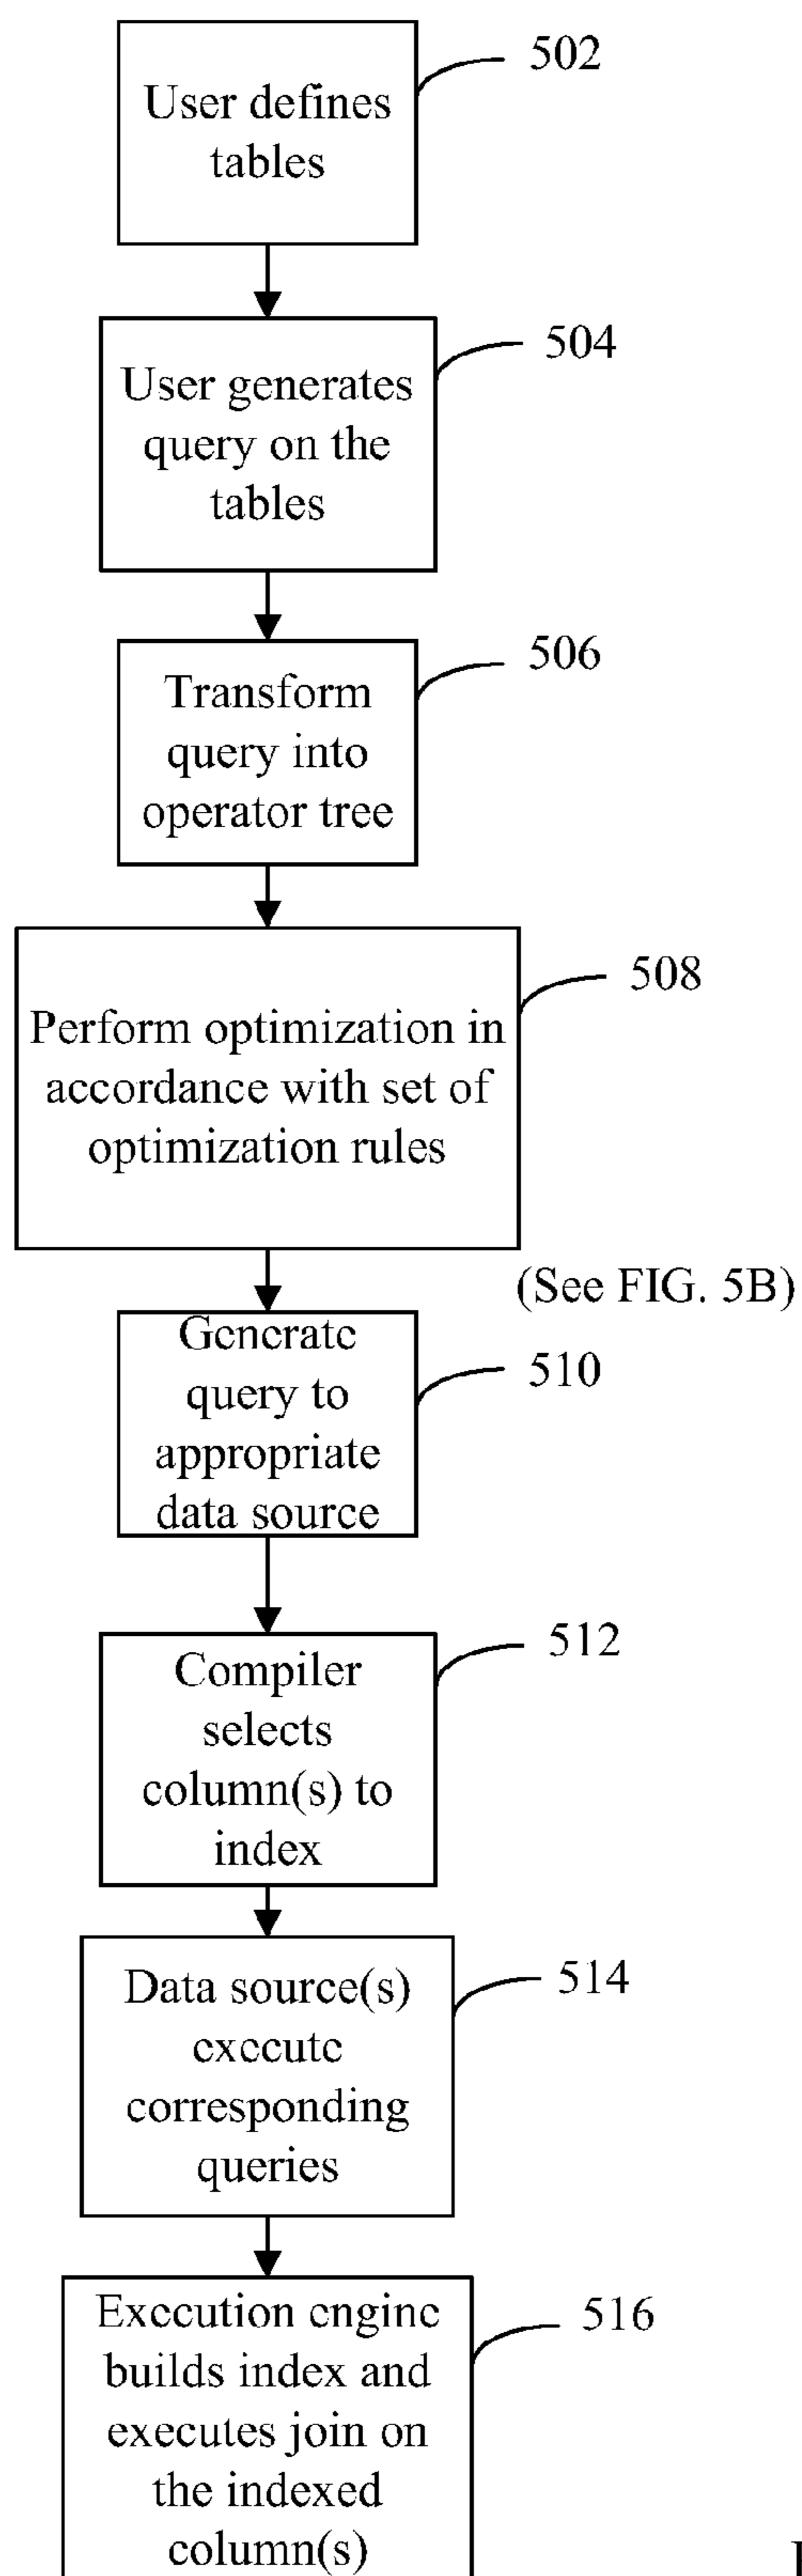 User defines
tables
502
User generates
query on the
tables
504
Transform
query into
operator tree
506
Perform optimization in
accordance with set of
optimization rules
508
(See FIG. 5B)
Generate
query to
appropriate
data source
510
Compiler
selects
column(s) to
index
512
Data source(s)
execute
corresponding
queries
514
Execution engine
builds index and
executes join on
the indexed
column(s)
516